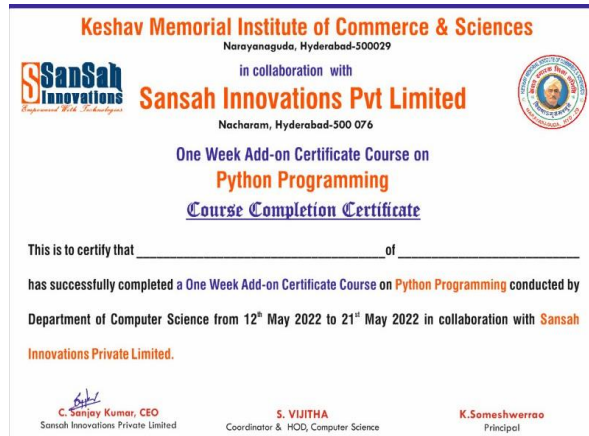 Keshav Memorial Institute of Commerce & Sciences
Narayanaguda, Hyderabad-500029
in collaboration with
SanSah
Innovations
Empowered With Technologies
Sansah Innovations Pvt Limited
Nacharam, Hyderabad-500 076
One Week Add-on Certificate Course on
Python Programming
Course Completion Certificate
This is to certify that ______________________________ of ______________________
has successfully completed a One Week Add-on Certificate Course on Python Programming conducted by
Department of Computer Science from 12th May 2022 to 21st May 2022 in collaboration with Sansah
Innovations Private Limited.
C. Sanjay Kumar, CEO
Sansah Innovations Private Limited
S. VIJITHA
Coordinator & HOD, Computer Science
K.Someshwerrao
Principal